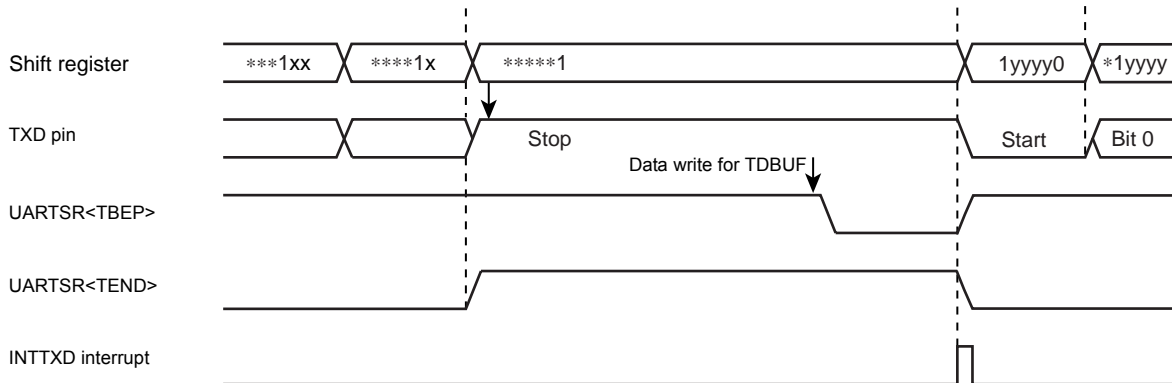 Shift register
***1xx
****1x
*****1
1yyyy0
*1yyyy
TXD pin
Stop
Start
Bit 0
Data write for TDBUF
UARTSR<TBEP>
UARTSR<TEND>
INTTXD interrupt